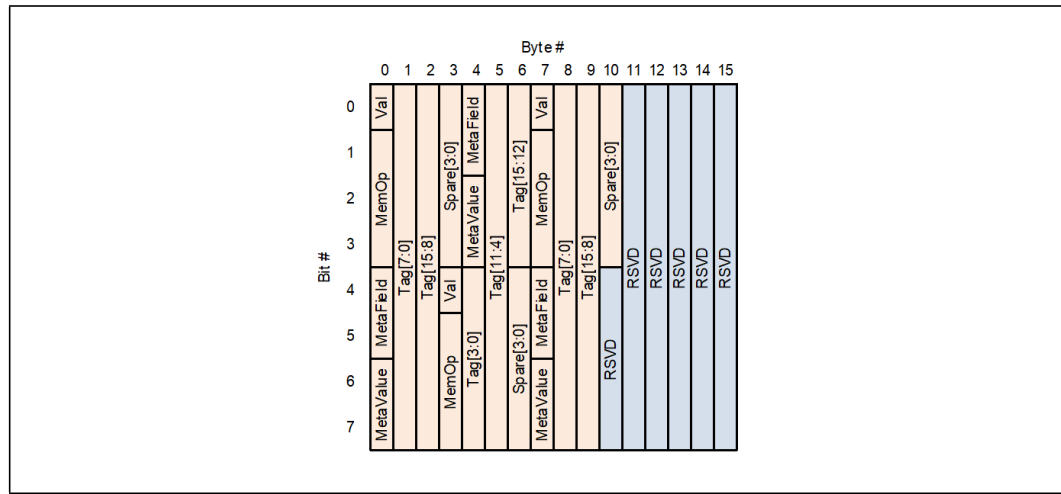 Byte #
0 1 2 3 4 5 6 7 8 9 10 11 12 13 14 15
Bit #
0
1
2
3
4
5
6
7
Val
MemOp
MetaField
MetaValue
Tag[7:0]
Tag[15:8]
Spare[3:0]
Val
MemOp
MetaField
MetaValue
Tag[3:0]
Tag[11:4]
Tag[15:12]
Spare[3:0]
Val
MemOp
MetaField
MetaValue
Tag[7:0]
Tag[15:8]
Spare[3:0]
RSVD
RSVD
RSVD
RSVD
RSVD
RSVD